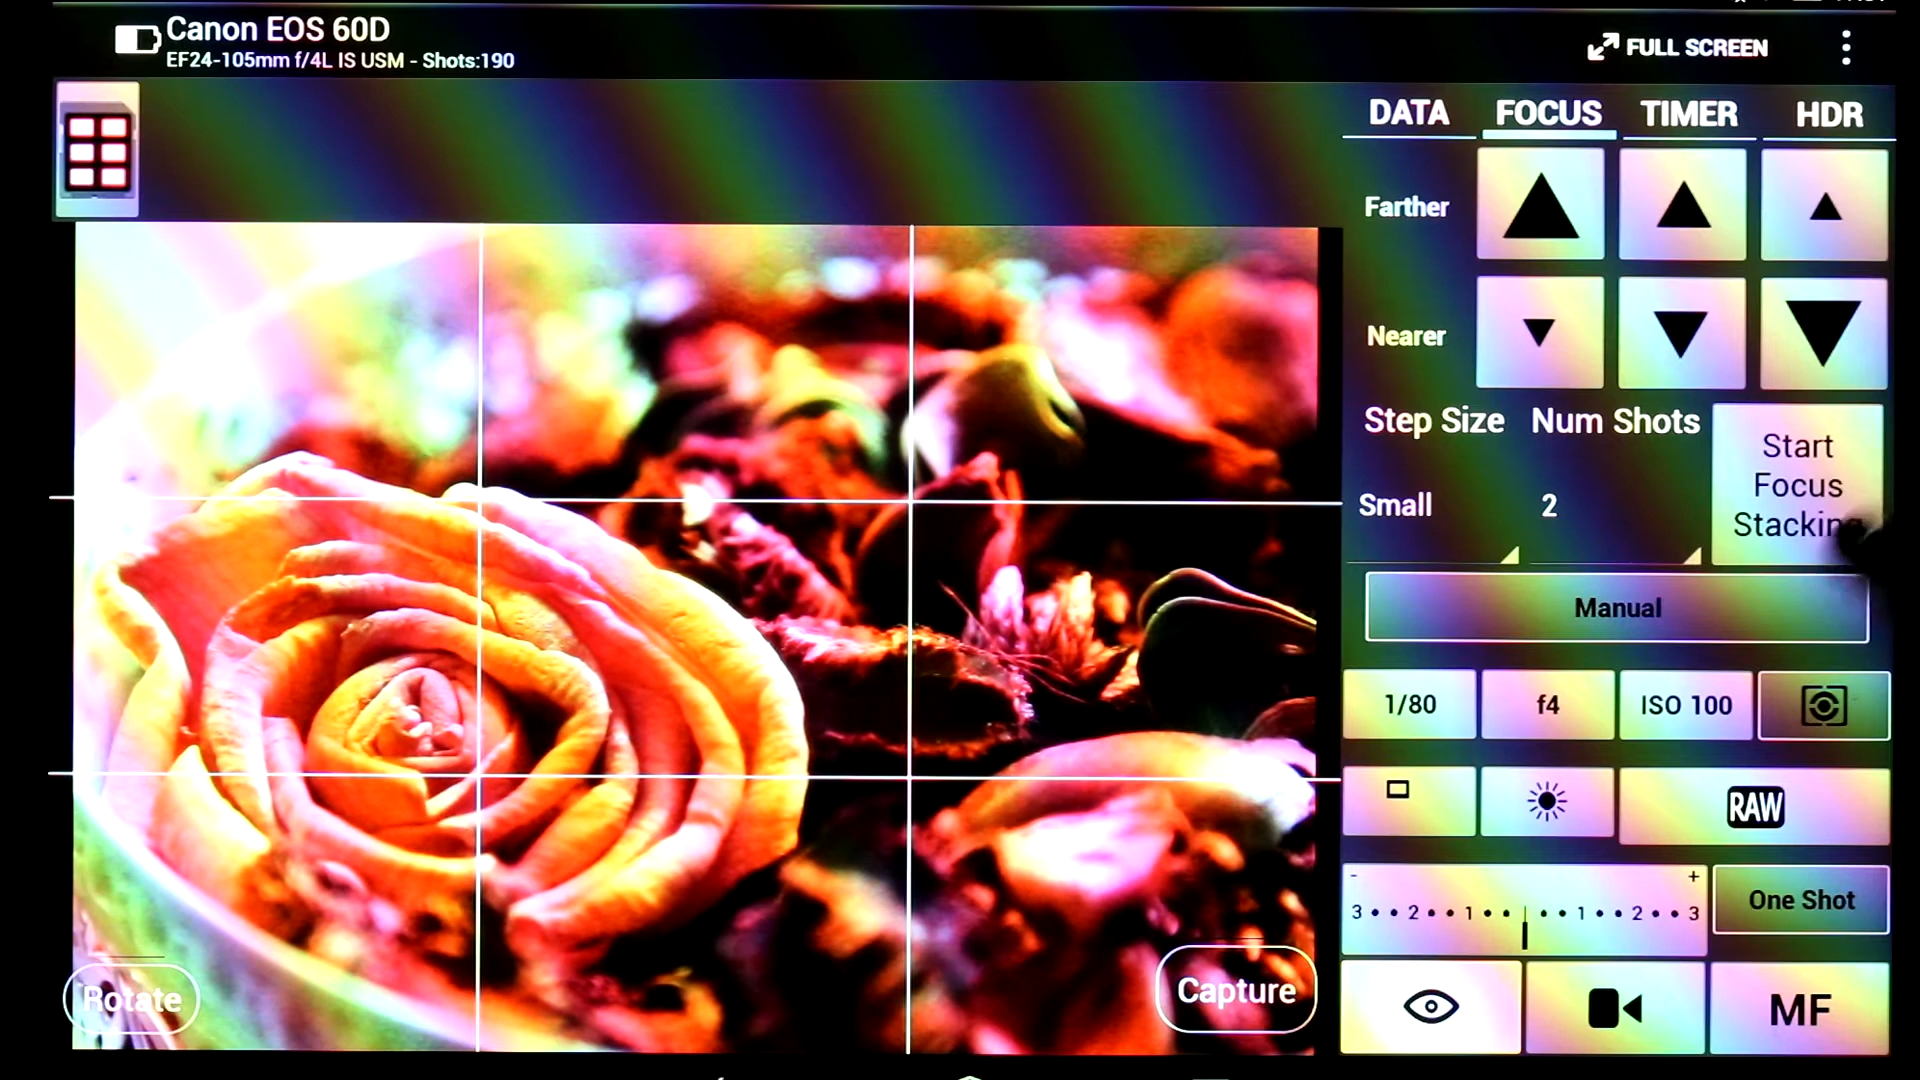 Canon EOS 60D
EF24-105mm f/4L IS USM - Shots:190
FULL SCREEN
DATA FOCUS TIMER HDR
Farther
Nearer
Step Size Num Shots
Small 2
Start
Focus
Stacking
Manual
1/80 f4 ISO 100
RAW
- +
3 • • 2 • • 1 • • | • • 1 • • 2 • • 3
One Shot
Rotate
Capture
MF